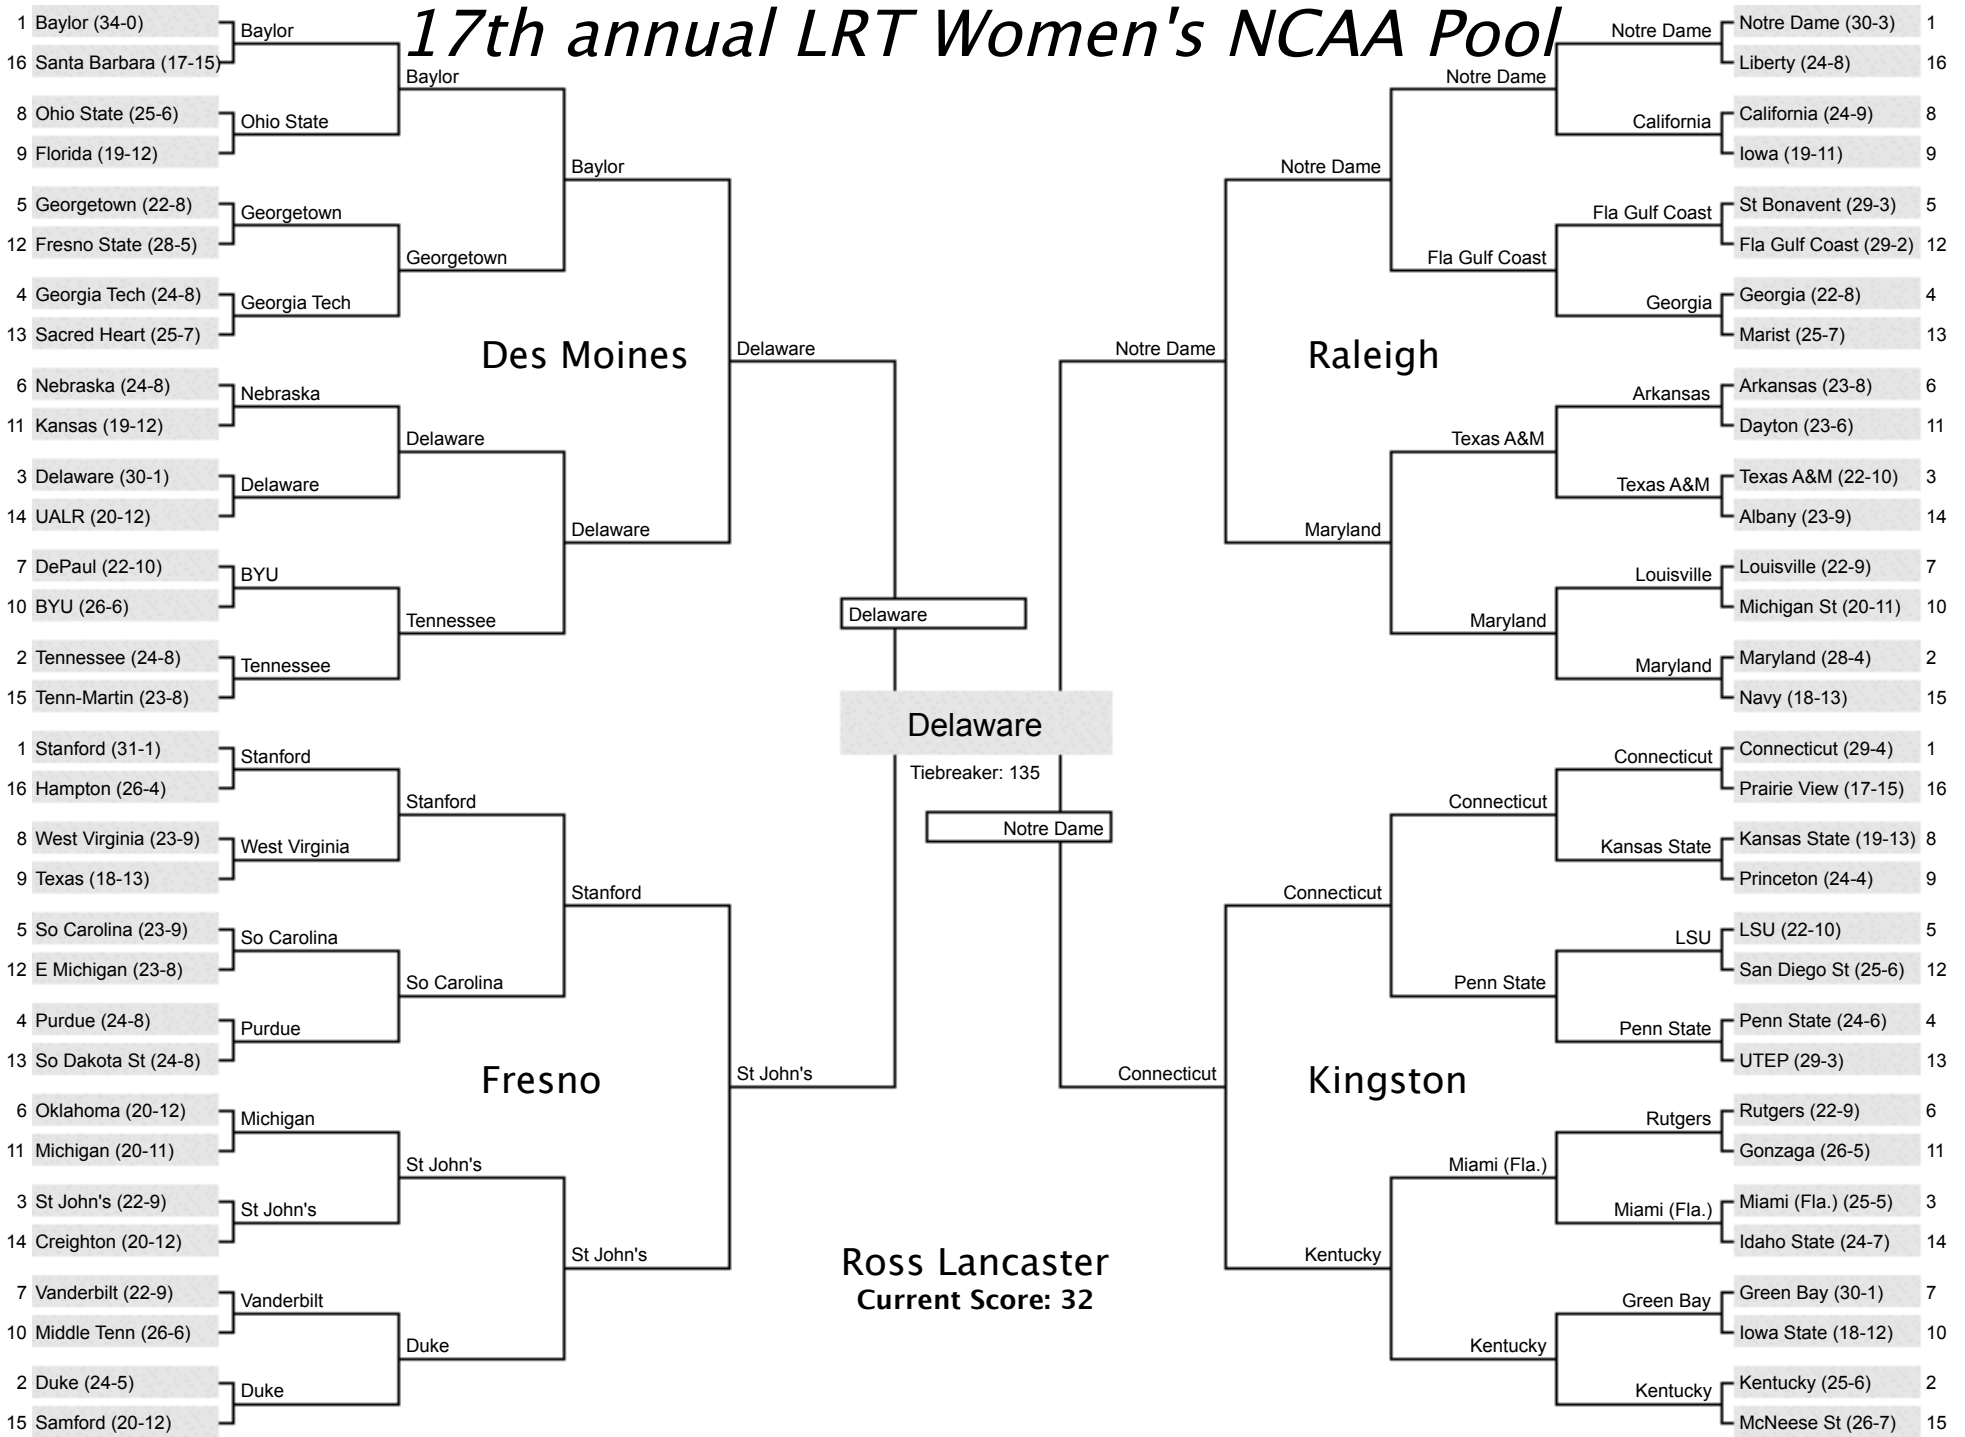 17th annual LRT Women's NCAA Pool
1 Baylor (34-0)
16 Santa Barbara (17-15)
8 Ohio State (25-6)
9 Florida (19-12)
5 Georgetown (22-8)
12 Fresno State (28-5)
4 Georgia Tech (24-8)
13 Sacred Heart (25-7)
6 Nebraska (24-8)
11 Kansas (19-12)
3 Delaware (30-1)
14 UALR (20-12)
7 DePaul (22-10)
10 BYU (26-6)
2 Tennessee (24-8)
15 Tenn-Martin (23-8)
Baylor
Ohio State
Georgetown
Georgia Tech
Nebraska
Delaware
BYU
Tennessee
Baylor
Georgetown
Delaware
Tennessee
Baylor
Delaware
Des Moines
Delaware
1 Stanford (31-1)
16 Hampton (26-4)
8 West Virginia (23-9)
9 Texas (18-13)
5 So Carolina (23-9)
12 E Michigan (23-8)
4 Purdue (24-8)
13 So Dakota St (24-8)
6 Oklahoma (20-12)
11 Michigan (20-11)
3 St John's (22-9)
14 Creighton (20-12)
7 Vanderbilt (22-9)
10 Middle Tenn (26-6)
2 Duke (24-5)
15 Samford (20-12)
Stanford
West Virginia
So Carolina
Purdue
Michigan
St John's
Vanderbilt
Duke
Stanford
So Carolina
St John's
Duke
Stanford
St John's
Fresno
St John's
Delaware
Delaware
Tiebreaker: 135
Notre Dame
Ross Lancaster
Current Score: 32
Notre Dame
Raleigh
Notre Dame
Maryland
Notre Dame
Fla Gulf Coast
Texas A&M
Maryland
Notre Dame
California
Fla Gulf Coast
Georgia
Arkansas
Texas A&M
Louisville
Maryland
Notre Dame (30-3) 1
Liberty (24-8) 16
California (24-9) 8
Iowa (19-11) 9
St Bonavent (29-3) 5
Fla Gulf Coast (29-2) 12
Georgia (22-8) 4
Marist (25-7) 13
Arkansas (23-8) 6
Dayton (23-6) 11
Texas A&M (22-10) 3
Albany (23-9) 14
Louisville (22-9) 7
Michigan St (20-11) 10
Maryland (28-4) 2
Navy (18-13) 15
Connecticut
Kingston
Connecticut
Kentucky
Connecticut
Penn State
Miami (Fla.)
Kentucky
Connecticut
Kansas State
LSU
Penn State
Rutgers
Miami (Fla.)
Green Bay
Kentucky
Connecticut (29-4) 1
Prairie View (17-15) 16
Kansas State (19-13) 8
Princeton (24-4) 9
LSU (22-10) 5
San Diego St (25-6) 12
Penn State (24-6) 4
UTEP (29-3) 13
Rutgers (22-9) 6
Gonzaga (26-5) 11
Miami (Fla.) (25-5) 3
Idaho State (24-7) 14
Green Bay (30-1) 7
Iowa State (18-12) 10
Kentucky (25-6) 2
McNeese St (26-7) 15